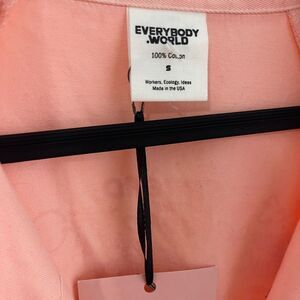 EVERYBODY
.WORLD
100% Cotton
S
Workers, Ecology, Ideas
Made in the USA